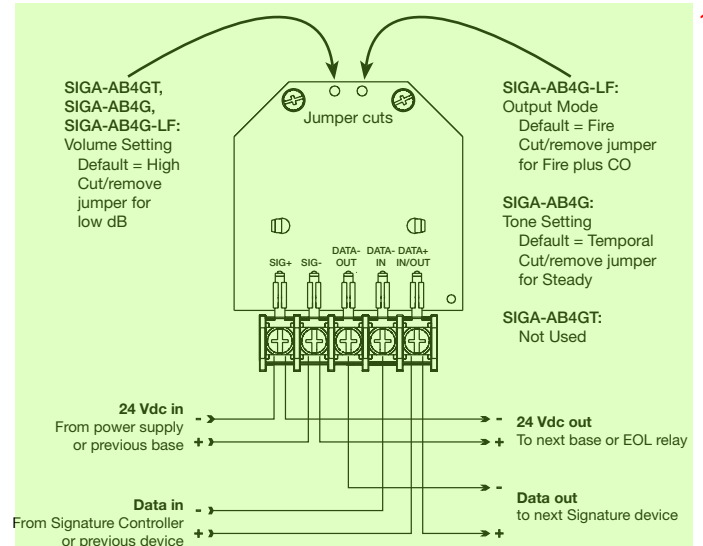 SIGA-AB4GT,
SIGA-AB4G,
SIGA-AB4G-LF:
Volume Setting
Default = High
Cut/remove
jumper for
low dB
Jumper cuts
SIGA-AB4G-LF:
Output Mode
Default = Fire
Cut/remove jumper
for Fire plus CO
SIGA-AB4G:
Tone Setting
Default = Temporal
Cut/remove jumper
for Steady
SIGA-AB4GT:
Not Used
SIG+ SIG- DATA- OUT DATA- IN DATA+ IN/OUT
24 Vdc in
From power supply
or previous base
-
+
Data in
From Signature Controller
or previous device
-
+
-
+
24 Vdc out
To next base or EOL relay
-
+
Data out
to next Signature device